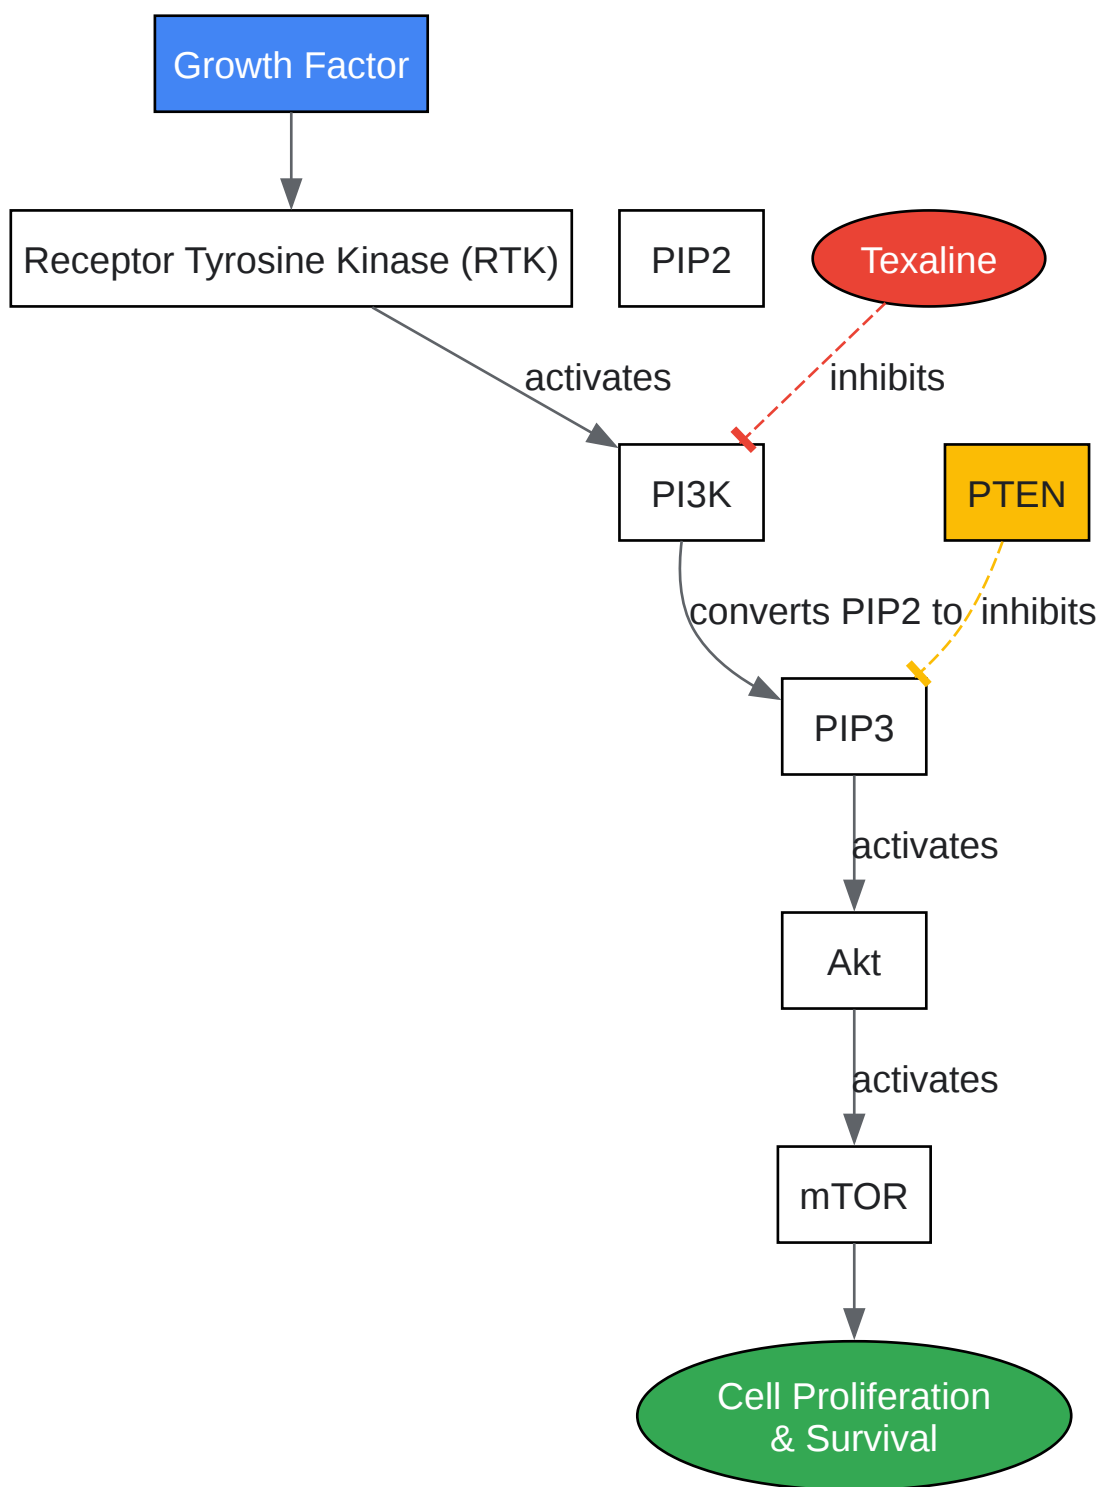 Growth Factor
Receptor Tyrosine Kinase (RTK)
PIP2
Texaline
activates
inhibits
PI3K
PTEN
converts PIP2 to
inhibits
PIP3
activates
Akt
activates
mTOR
Cell Proliferation
& Survival